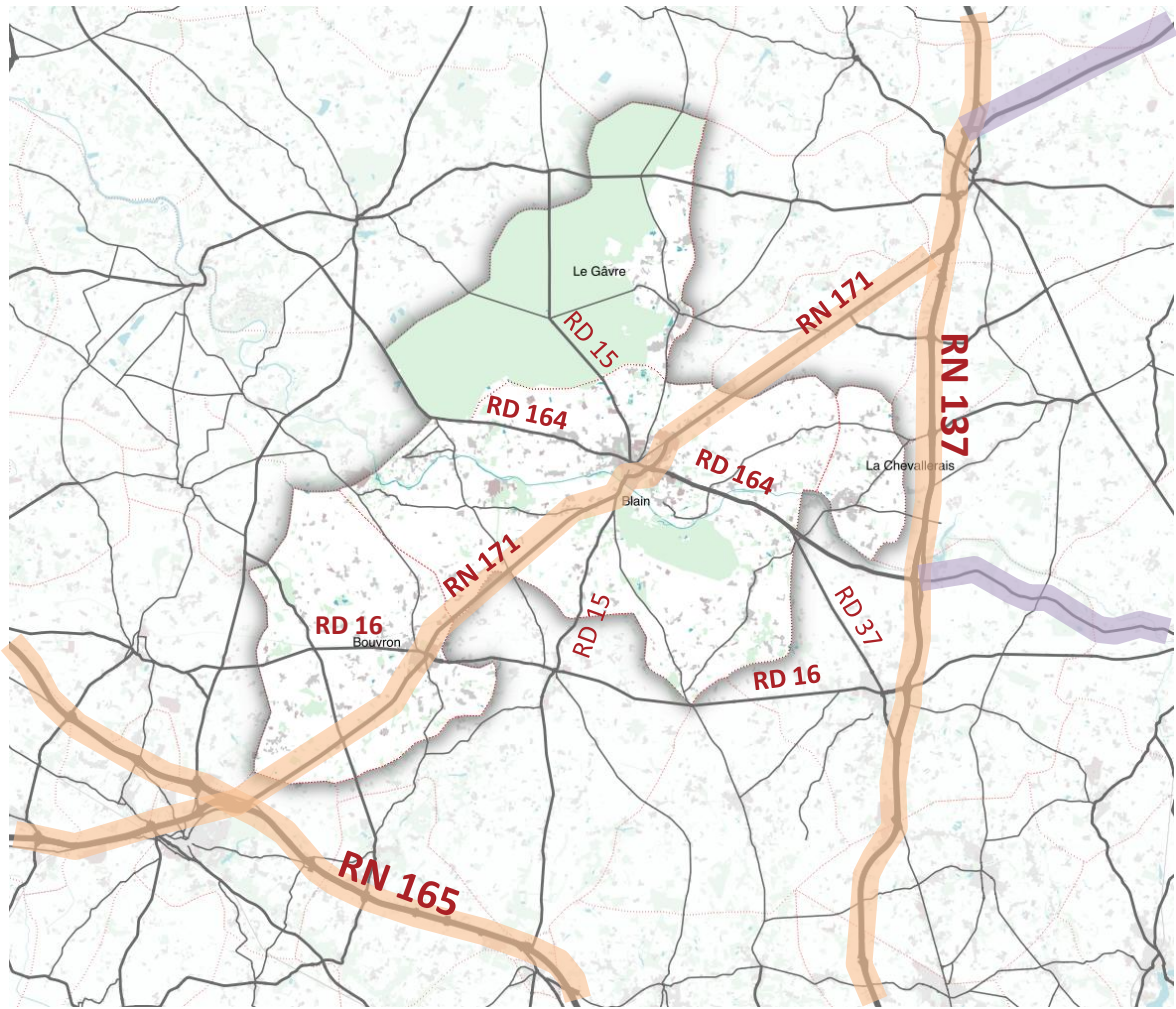 Le Gâvre
RN 171
RD 15
RN 137
RD 164
RD 164
La Chevallerais
Blain
RN 171
RD 37
RD 15
RD 16
Bouvron
RD 16
RN 165